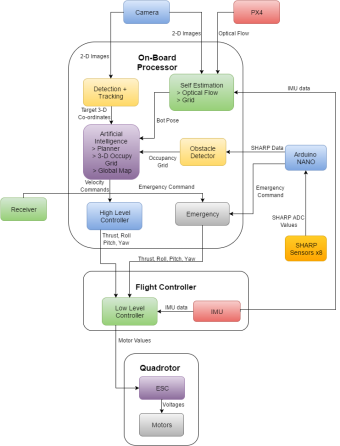 Camera
PX4
2-D Images
2-D Images
Optical Flow
On-Board
Processor
Detection +
Tracking
Self Estimation
> Optical Flow
> Grid
IMU data
Target 3-D
Co-ordinates
Bot Pose
Artificial
Intelligence
> Planner
> 3-D Occupy
Grid
> Global Map
Obstacle
Detector
SHARP Data
Arduino
NANO
Occupancy
Grid
Velocity
Commands
Emergency Command
Emergency
Command
Receiver
High Level
Controller
Emergency
SHARP ADC
Values
SHARP
Sensors x8
Thrust, Roll
Pitch, Yaw
Thrust, Roll, Pitch, Yaw
Flight Controller
Low Level
Controller
IMU data
IMU
Motor Values
Quadrotor
ESC
Voltages
Motors